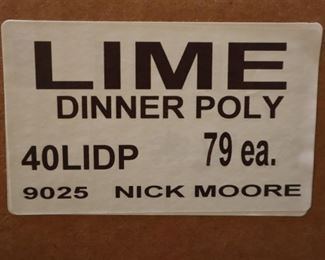 LIME
DINNER POLY
40LIDP 79 ea.
9025 NICK MOORE